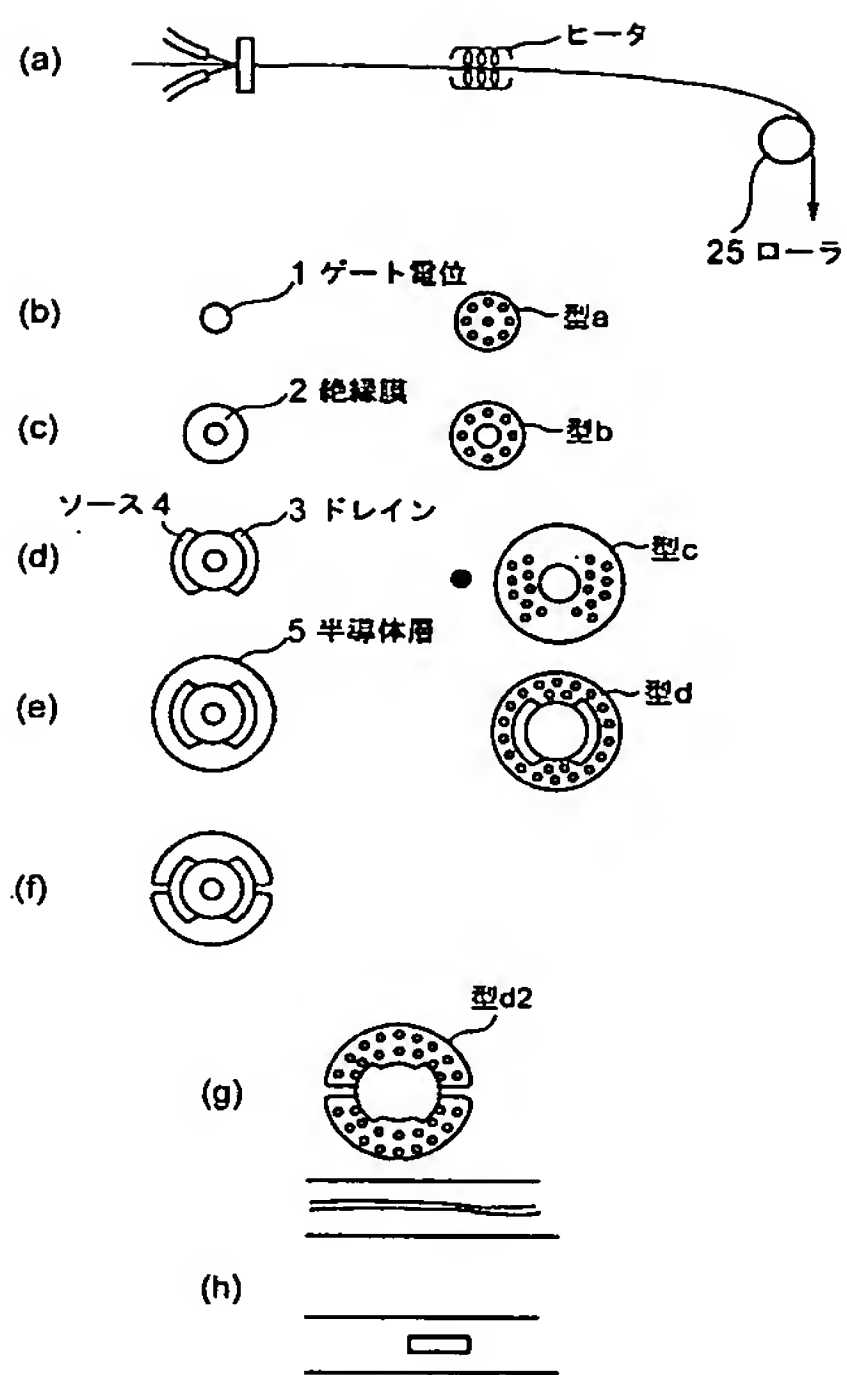 (a)
ヒータ
25 ローラ
(b)
1 ゲート電位
型a
(c)
2 絶縁膜
型b
(d)
ソース4
3 ドレイン
型c
(e)
5 半導体層
型d
(f)
型d2
(g)
(h)